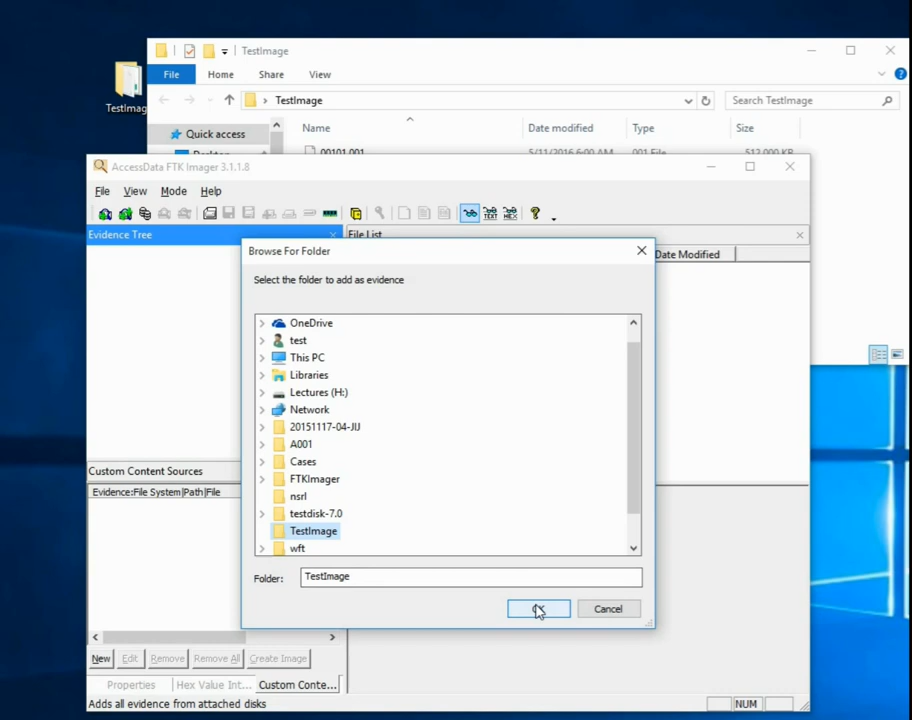 TestImage
File Home Share View
TestImag
TestImage Search TestImage
Quick access
Name Date modified Type Size
00101.001 5/11/2016 6:00 AM 001 File 512,000 KB
AccessData FTK Imager 3.1.1.8
File View Mode Help
Evidence Tree File List
Browse For Folder
Date Modified
Select the folder to add as evidence
OneDrive
test
This PC
Libraries
Lectures (H:)
Network
20151117-04-JIJ
A001
Cases
FTKImager
nsrl
testdisk-7.0
TestImage
wft
Custom Content Sources
Evidence:File System|Path|File
Folder: TestImage
Cancel
New Edit Remove Remove All Create Image
Properties Hex Value Int... Custom Conte...
Adds all evidence from attached disks NUM